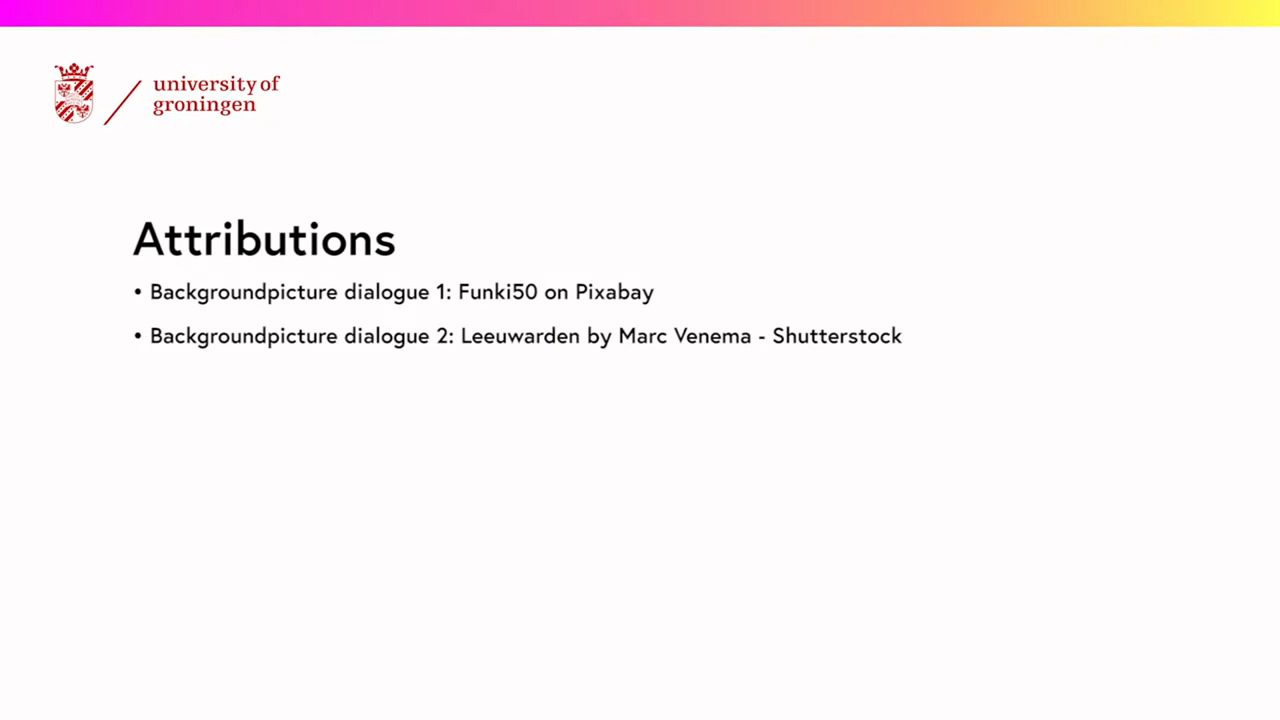 university of
groningen
Attributions
• Backgroundpicture dialogue 1: Funki50 on Pixabay
• Backgroundpicture dialogue 2: Leeuwarden by Marc Venema - Shutterstock